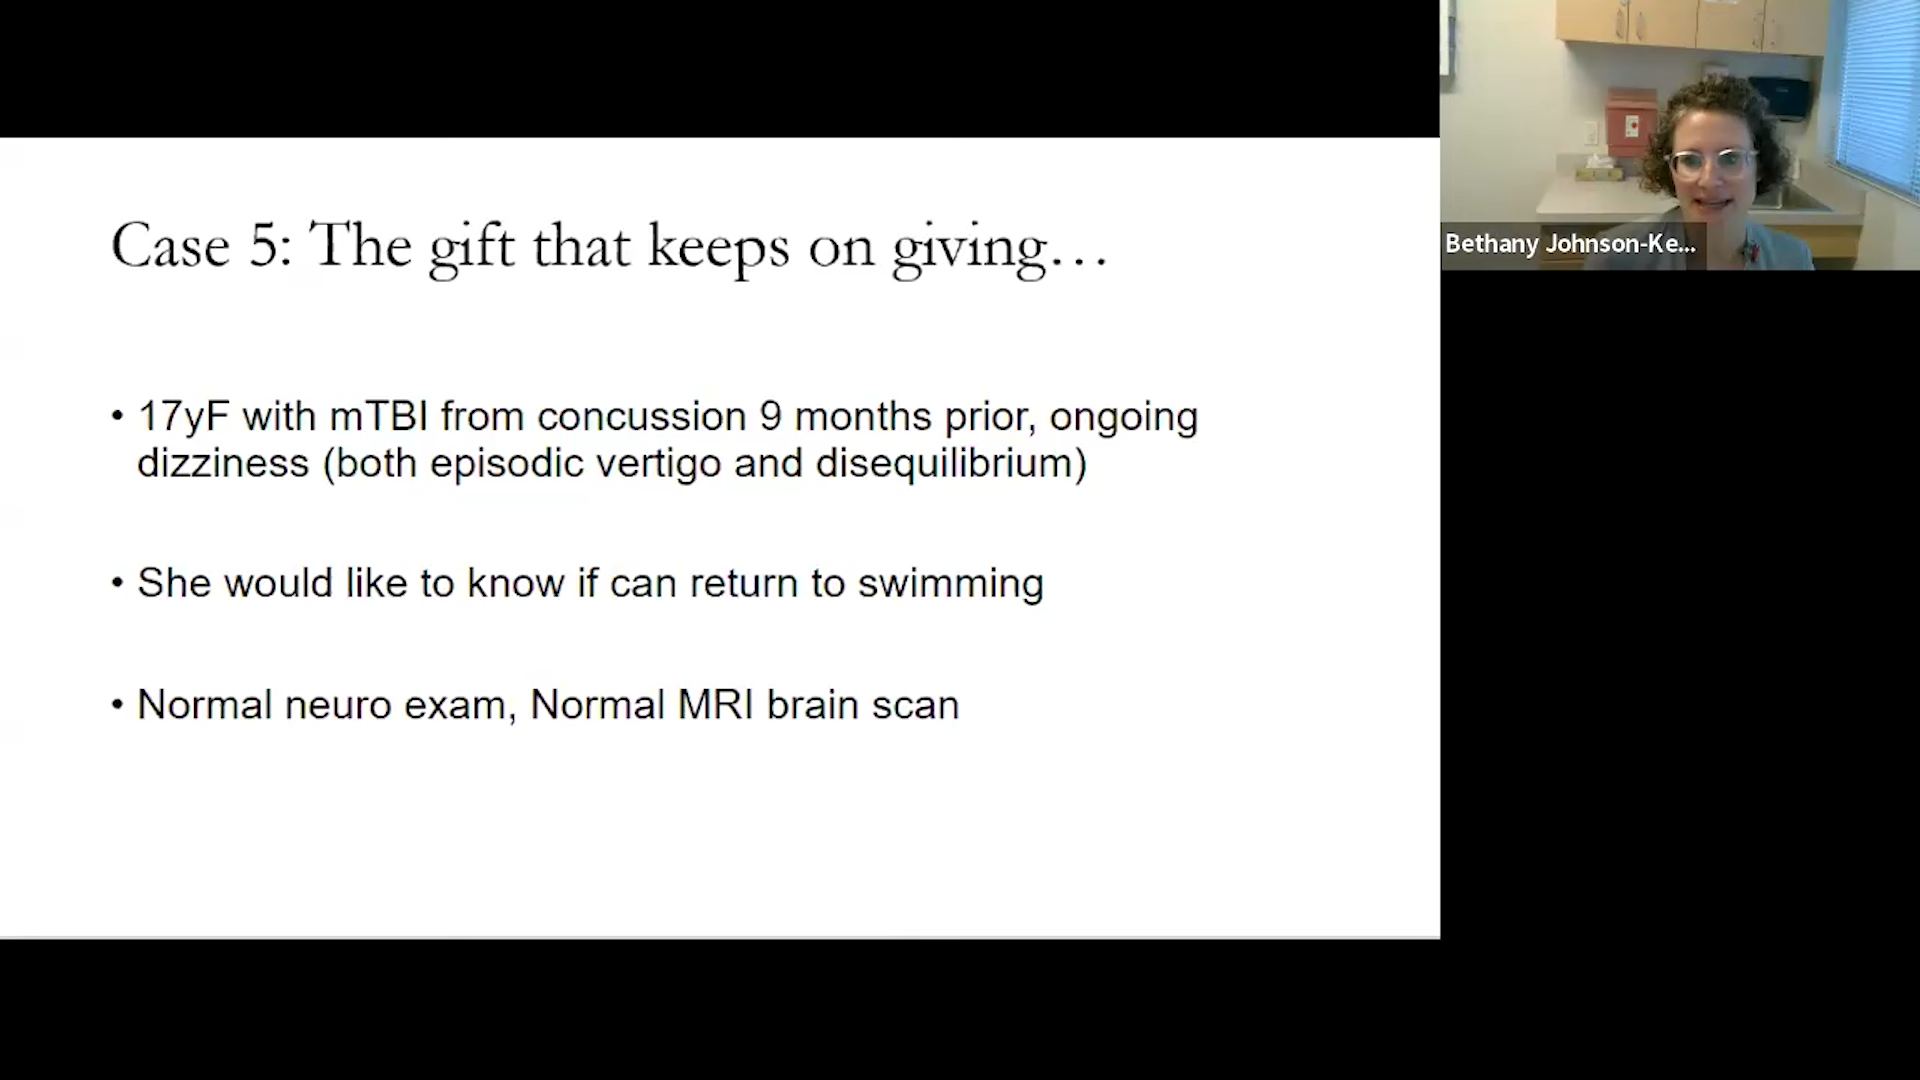 Case 5: The gift that keeps on giving…
• 17yF with mTBI from concussion 9 months prior, ongoing
dizziness (both episodic vertigo and disequilibrium)
• She would like to know if can return to swimming
• Normal neuro exam, Normal MRI brain scan
Bethany Johnson-Ke...